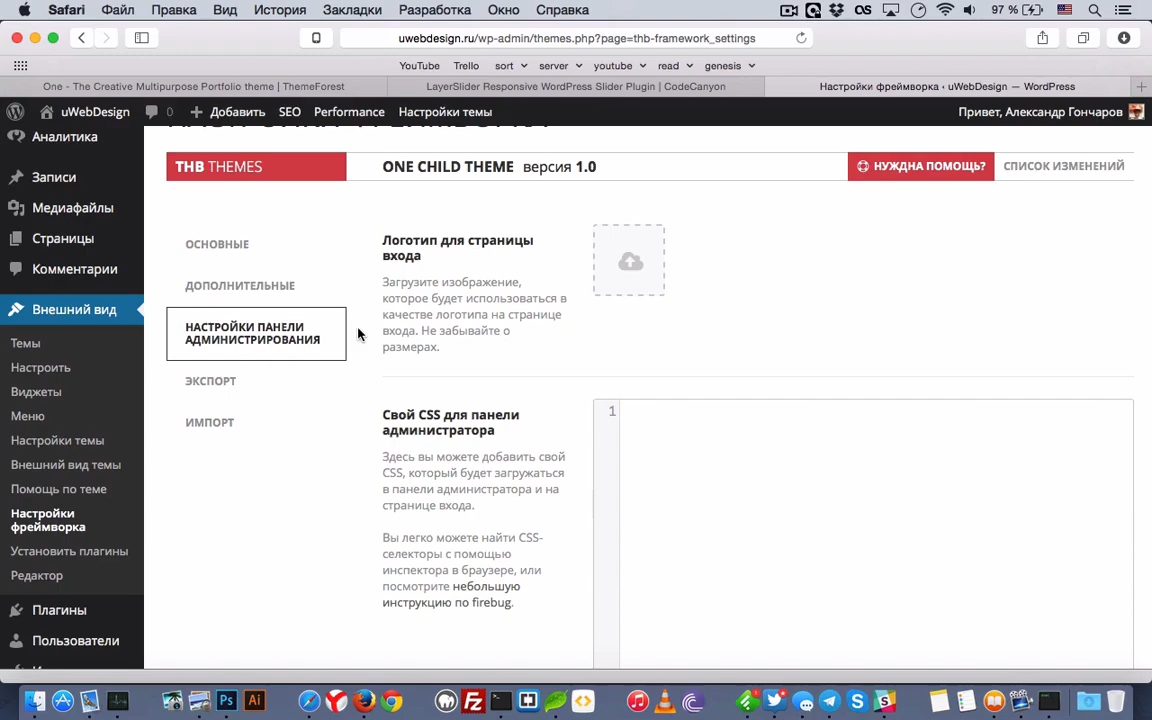 Safari Файл Правка Вид История Закладки Разработка Окно Справка 97 %
uwebdesign.ru/wp-admin/themes.php?page=thb-framework_settings
YouTube Trello sort server youtube read genesis
One - The Creative Multipurpose Portfolio theme | ThemeForest
LayerSlider Responsive WordPress Slider Plugin | CodeCanyon
Настройки фреймворка ‹ uWebDesign — WordPress
uWebDesign 0 + Добавить SEO Performance Настройки темы Привет, Александр Гончаров
Аналитика
Записи
Медиафайлы
Страницы
Комментарии
Внешний вид
Темы
Настроить
Виджеты
Меню
Настройки темы
Внешний вид темы
Помощь по теме
Настройки
фреймворка
Установить плагины
Редактор
Плагины
Пользователи
THB THEMES
ONE CHILD THEME версия 1.0
НУЖДНА ПОМОЩЬ?
СПИСОК ИЗМЕНЕНИЙ
ОСНОВНЫЕ
ДОПОЛНИТЕЛЬНЫЕ
НАСТРОЙКИ ПАНЕЛИ
АДМИНИСТРИРОВАНИЯ
ЭКСПОРТ
ИМПОРТ
Логотип для страницы
входа
Загрузите изображение,
которое будет использоваться в
качестве логотипа на странице
входа. Не забывайте о
размерах.
Свой CSS для панели
администратора
Здесь вы можете добавить свой
CSS, который будет загружаться
в панели администратора и на
странице входа.
Вы легко можете найти CSS-
селекторы с помощью
инспектора в браузере, или
посмотрите небольшую
инструкцию по firebug.
1